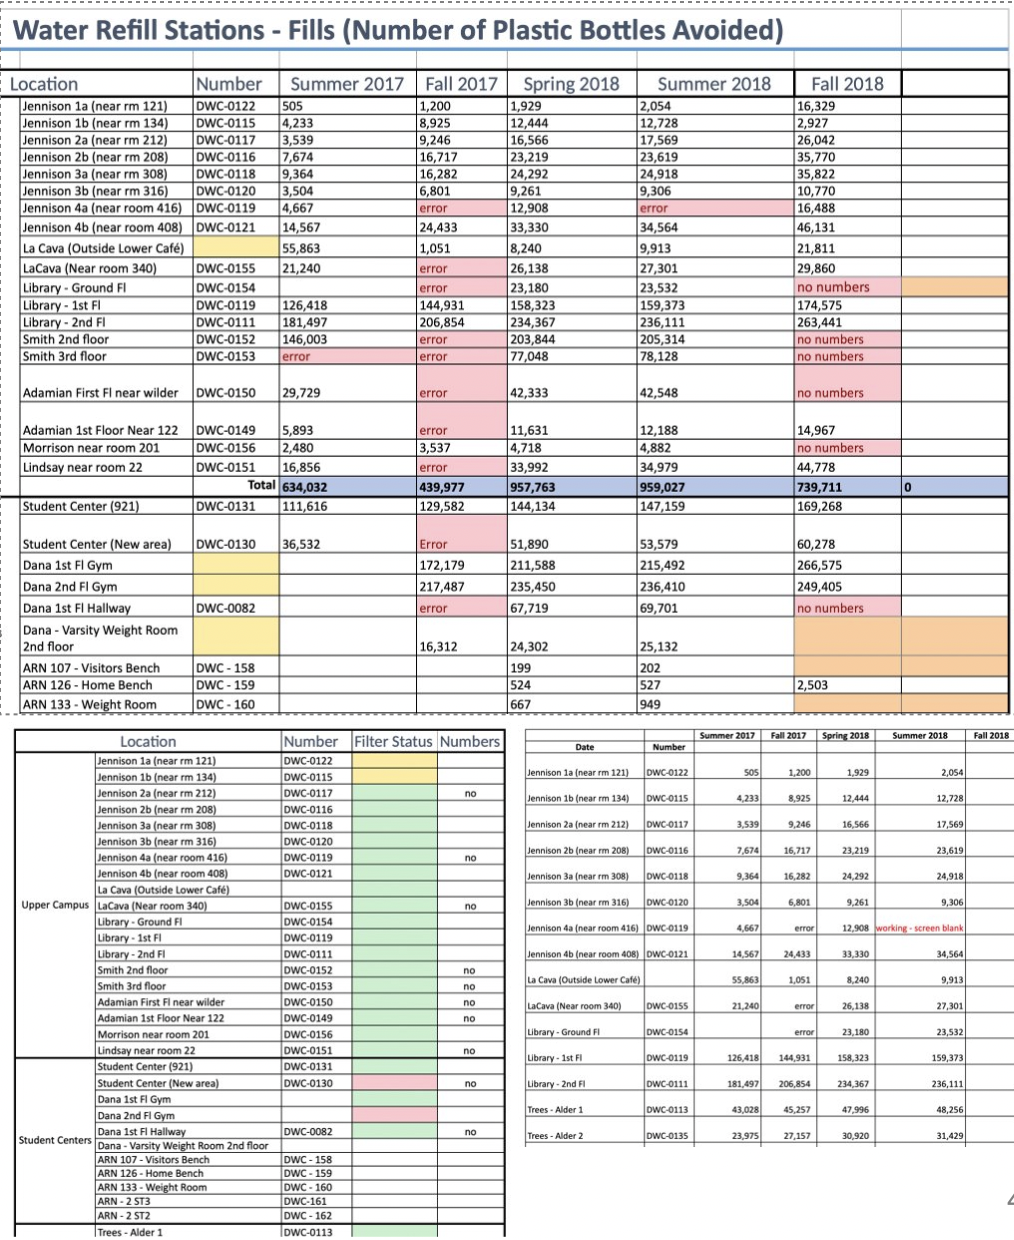 Water Refill Stations - Fills (Number of Plastic Bottles Avoided)
Location Number Summer 2017 Fall 2017 Spring 2018 Summer 2018 Fall 2018
Jennison 1a (near rm 121) DWC-0122 505 1,200 1,929 2,054 16,329
Jennison 1b (near rm 134) DWC-0115 4,233 8,925 12,444 12,728 2,927
Jennison 2a (near rm 212) DWC-0117 3,539 9,246 16,566 17,569 26,042
Jennison 2b (near rm 208) DWC-0116 7,674 16,717 23,219 23,619 35,770
Jennison 3a (near rm 308) DWC-0118 9,364 16,282 24,292 24,918 35,822
Jennison 3b (near rm 316) DWC-0120 3,504 6,801 9,261 9,306 10,770
Jennison 4a (near room 416) DWC-0119 4,667 error 12,908 error 16,488
Jennison 4b (near room 408) DWC-0121 14,567 24,433 33,330 34,564 46,131
La Cava (Outside Lower Café) 55,863 1,051 8,240 9,913 21,811
LaCava (Near room 340) DWC-0155 21,240 error 26,138 27,301 29,860
Library - Ground Fl DWC-0154 error 23,180 23,532 no numbers
Library - 1st Fl DWC-0119 126,418 144,931 158,323 159,373 174,575
Library - 2nd Fl DWC-0111 181,497 206,854 234,367 236,111 263,441
Smith 2nd floor DWC-0152 146,003 error 203,844 205,314 no numbers
Smith 3rd floor DWC-0153 error error 77,048 78,128 no numbers
Adamian First Fl near wilder DWC-0150 29,729 error 42,333 42,548 no numbers
Adamian 1st Floor Near 122 DWC-0149 5,893 error 11,631 12,188 14,967
Morrison near room 201 DWC-0156 2,480 3,537 4,718 4,882 no numbers
Lindsay near room 22 DWC-0151 16,856 error 33,992 34,979 44,778
Total 634,032 439,977 957,763 959,027 739,711 0
Student Center (921) DWC-0131 111,616 129,582 144,134 147,159 169,268
Student Center (New area) DWC-0130 36,532 Error 51,890 53,579 60,278
Dana 1st Fl Gym 172,179 211,588 215,492 266,575
Dana 2nd Fl Gym 217,487 235,450 236,410 249,405
Dana 1st Fl Hallway DWC-0082 error 67,719 69,701 no numbers
Dana - Varsity Weight Room
2nd floor 16,312 24,302 25,132
ARN 107 - Visitors Bench DWC - 158 199 202
ARN 126 - Home Bench DWC - 159 524 527 2,503
ARN 133 - Weight Room DWC - 160 667 949
Location Number Filter Status Numbers
Jennison 1a (near rm 121) DWC-0122
Jennison 1b (near rm 134) DWC-0115
Jennison 2a (near rm 212) DWC-0117 no
Jennison 2b (near rm 208) DWC-0116
Jennison 3a (near rm 308) DWC-0118
Jennison 3b (near rm 316) DWC-0120
Jennison 4a (near room 416) DWC-0119 no
Jennison 4b (near room 408) DWC-0121
La Cava (Outside Lower Café)
Upper Campus LaCava (Near room 340) DWC-0155 no
Library - Ground Fl DWC-0154
Library - 1st Fl DWC-0119
Library - 2nd Fl DWC-0111
Smith 2nd floor DWC-0152 no
Smith 3rd floor DWC-0153 no
Adamian First Fl near wilder DWC-0150 no
Adamian 1st Floor Near 122 DWC-0149 no
Morrison near room 201 DWC-0156
Lindsay near room 22 DWC-0151 no
Student Center (921) DWC-0131
Student Center (New area) DWC-0130 no
Dana 1st Fl Gym
Dana 2nd Fl Gym
Student Centers Dana 1st Fl Hallway DWC-0082 no
Dana - Varsity Weight Room 2nd floor
ARN 107 - Visitors Bench DWC - 158
ARN 126 - Home Bench DWC - 159
ARN 133 - Weight Room DWC - 160
ARN - 2 ST3 DWC-161
ARN - 2 ST2 DWC - 162
Trees - Alder 1 DWC-0113
Date Number Summer 2017 Fall 2017 Spring 2018 Summer 2018 Fall 2018
Jennison 1a (near rm 121) DWC-0122 505 1,200 1,929 2,054
Jennison 1b (near rm 134) DWC-0115 4,233 8,925 12,444 12,728
Jennison 2a (near rm 212) DWC-0117 3,539 9,246 16,566 17,569
Jennison 2b (near rm 208) DWC-0116 7,674 16,717 23,219 23,619
Jennison 3a (near rm 308) DWC-0118 9,364 16,282 24,292 24,918
Jennison 3b (near rm 316) DWC-0120 3,504 6,801 9,261 9,306
Jennison 4a (near room 416) DWC-0119 4,667 error 12,908 working - screen blank
Jennison 4b (near room 408) DWC-0121 14,567 24,433 33,330 34,564
La Cava (Outside Lower Café) 55,863 1,051 8,240 9,913
LaCava (Near room 340) DWC-0155 21,240 error 26,138 27,301
Library - Ground Fl DWC-0154 error 23,180 23,532
Library - 1st Fl DWC-0119 126,418 144,931 158,323 159,373
Library - 2nd Fl DWC-0111 181,497 206,854 234,367 236,111
Trees - Alder 1 DWC-0113 43,028 45,257 47,996 48,256
Trees - Alder 2 DWC-0135 23,975 27,157 30,920 31,429